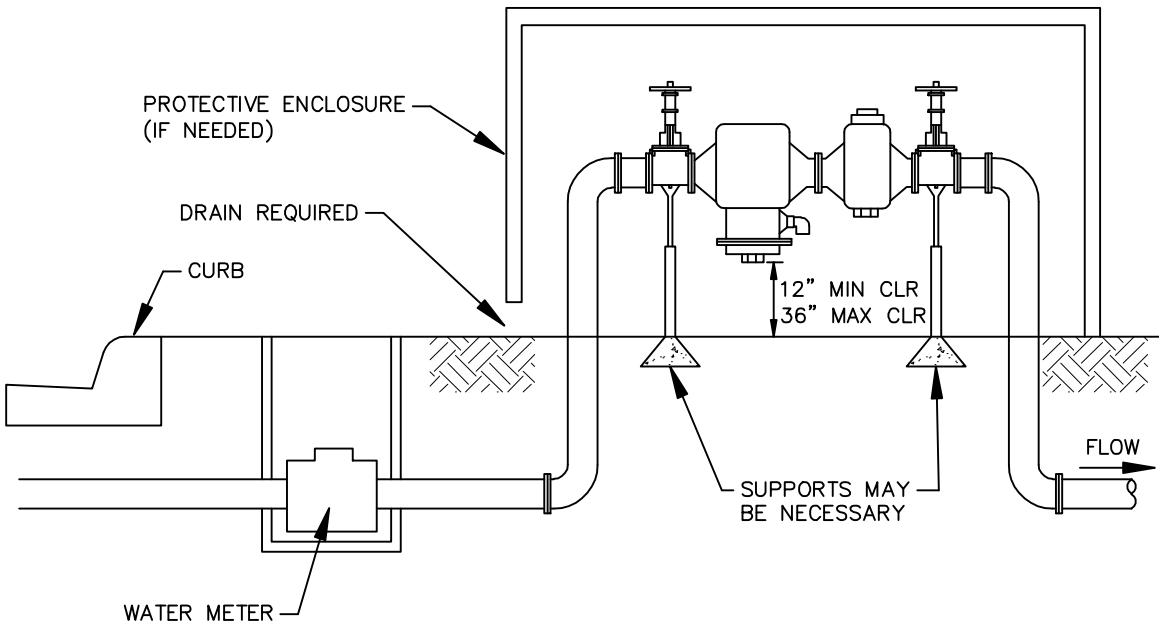 PROTECTIVE ENCLOSURE
(IF NEEDED)
DRAIN REQUIRED
CURB
12" MIN CLR
36" MAX CLR
FLOW
SUPPORTS MAY
BE NECESSARY
WATER METER